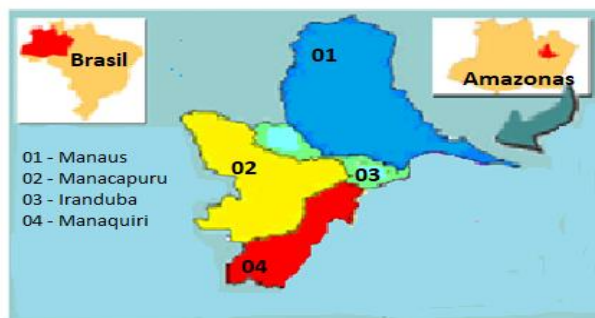 Brasil
Amazonas
01
02
03
04
01 - Manaus
02 - Manacapuru
03 - Iranduba
04 - Manaquiri